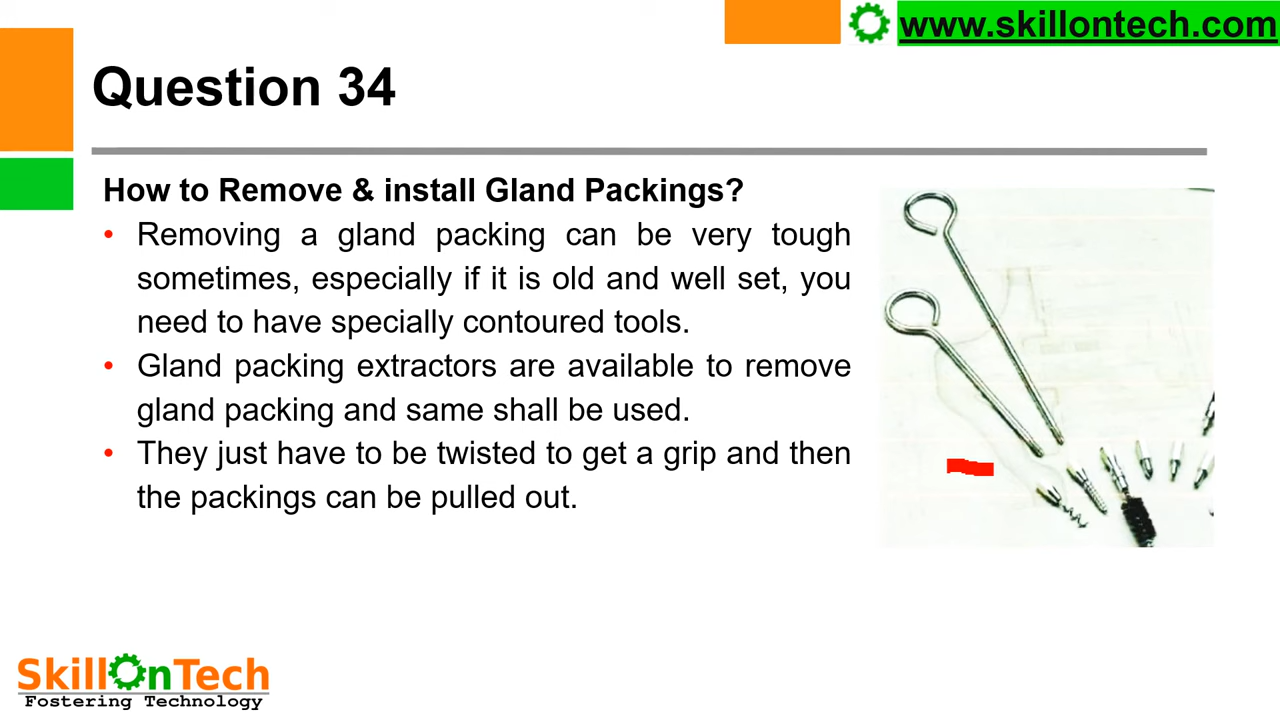 www.skillontech.com
Question 34
How to Remove & install Gland Packings?
• Removing a gland packing can be very tough
sometimes, especially if it is old and well set, you
need to have specially contoured tools.
• Gland packing extractors are available to remove
gland packing and same shall be used.
• They just have to be twisted to get a grip and then
the packings can be pulled out.
SkillOnTech
Fostering Technology